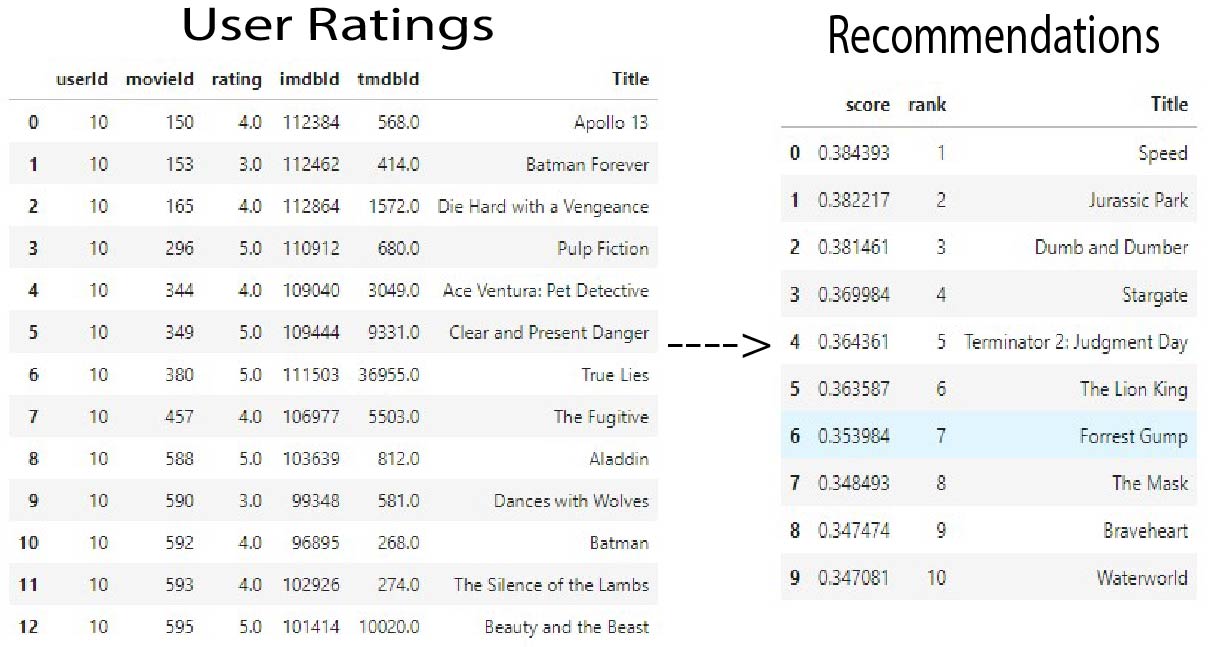 User Ratings
userId movieId rating imdbId tmdbId Title
0 10 150 4.0 112384 568.0 Apollo 13
1 10 153 3.0 112462 414.0 Batman Forever
2 10 165 4.0 112864 1572.0 Die Hard with a Vengeance
3 10 296 5.0 110912 680.0 Pulp Fiction
4 10 344 4.0 109040 3049.0 Ace Ventura: Pet Detective
5 10 349 5.0 109444 9331.0 Clear and Present Danger
6 10 380 5.0 111503 36955.0 True Lies
7 10 457 4.0 106977 5503.0 The Fugitive
8 10 588 5.0 103639 812.0 Aladdin
9 10 590 3.0 99348 581.0 Dances with Wolves
10 10 592 4.0 96895 268.0 Batman
11 10 593 4.0 102926 274.0 The Silence of the Lambs
12 10 595 5.0 101414 10020.0 Beauty and the Beast
---->
Recommendations
score rank Title
0 0.384393 1 Speed
1 0.382217 2 Jurassic Park
2 0.381461 3 Dumb and Dumber
3 0.369984 4 Stargate
4 0.364361 5 Terminator 2: Judgment Day
5 0.363587 6 The Lion King
6 0.353984 7 Forrest Gump
7 0.348493 8 The Mask
8 0.347474 9 Braveheart
9 0.347081 10 Waterworld